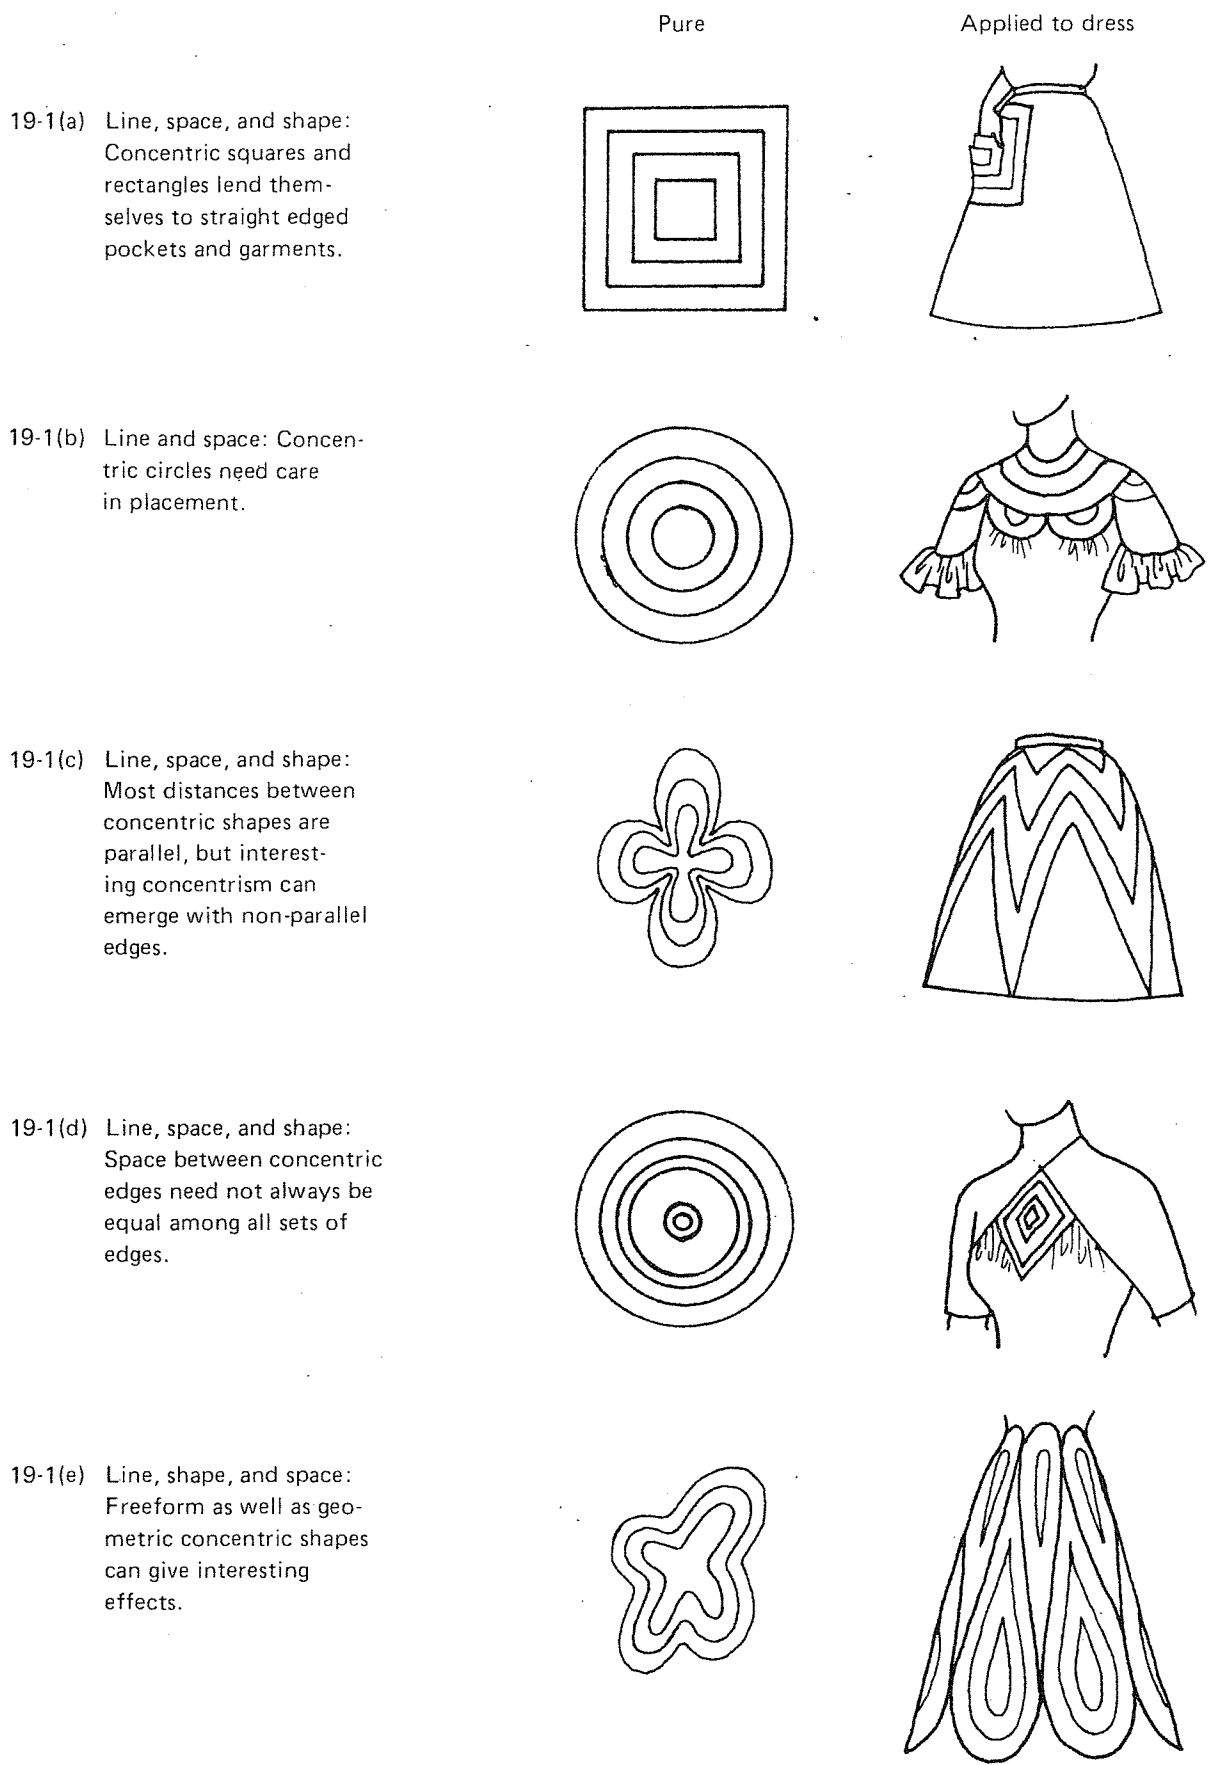 Pure Applied to dress
19-1(a) Line, space, and shape:
Concentric squares and
rectangles lend them-
selves to straight edged
pockets and garments.
19-1(b) Line and space: Concen-
tric circles need care
in placement.
19-1(c) Line, space, and shape:
Most distances between
concentric shapes are
parallel, but interest-
ing concentrism can
emerge with non-parallel
edges.
19-1(d) Line, space, and shape:
Space between concentric
edges need not always be
equal among all sets of
edges.
19-1(e) Line, shape, and space:
Freeform as well as geo-
metric concentric shapes
can give interesting
effects.